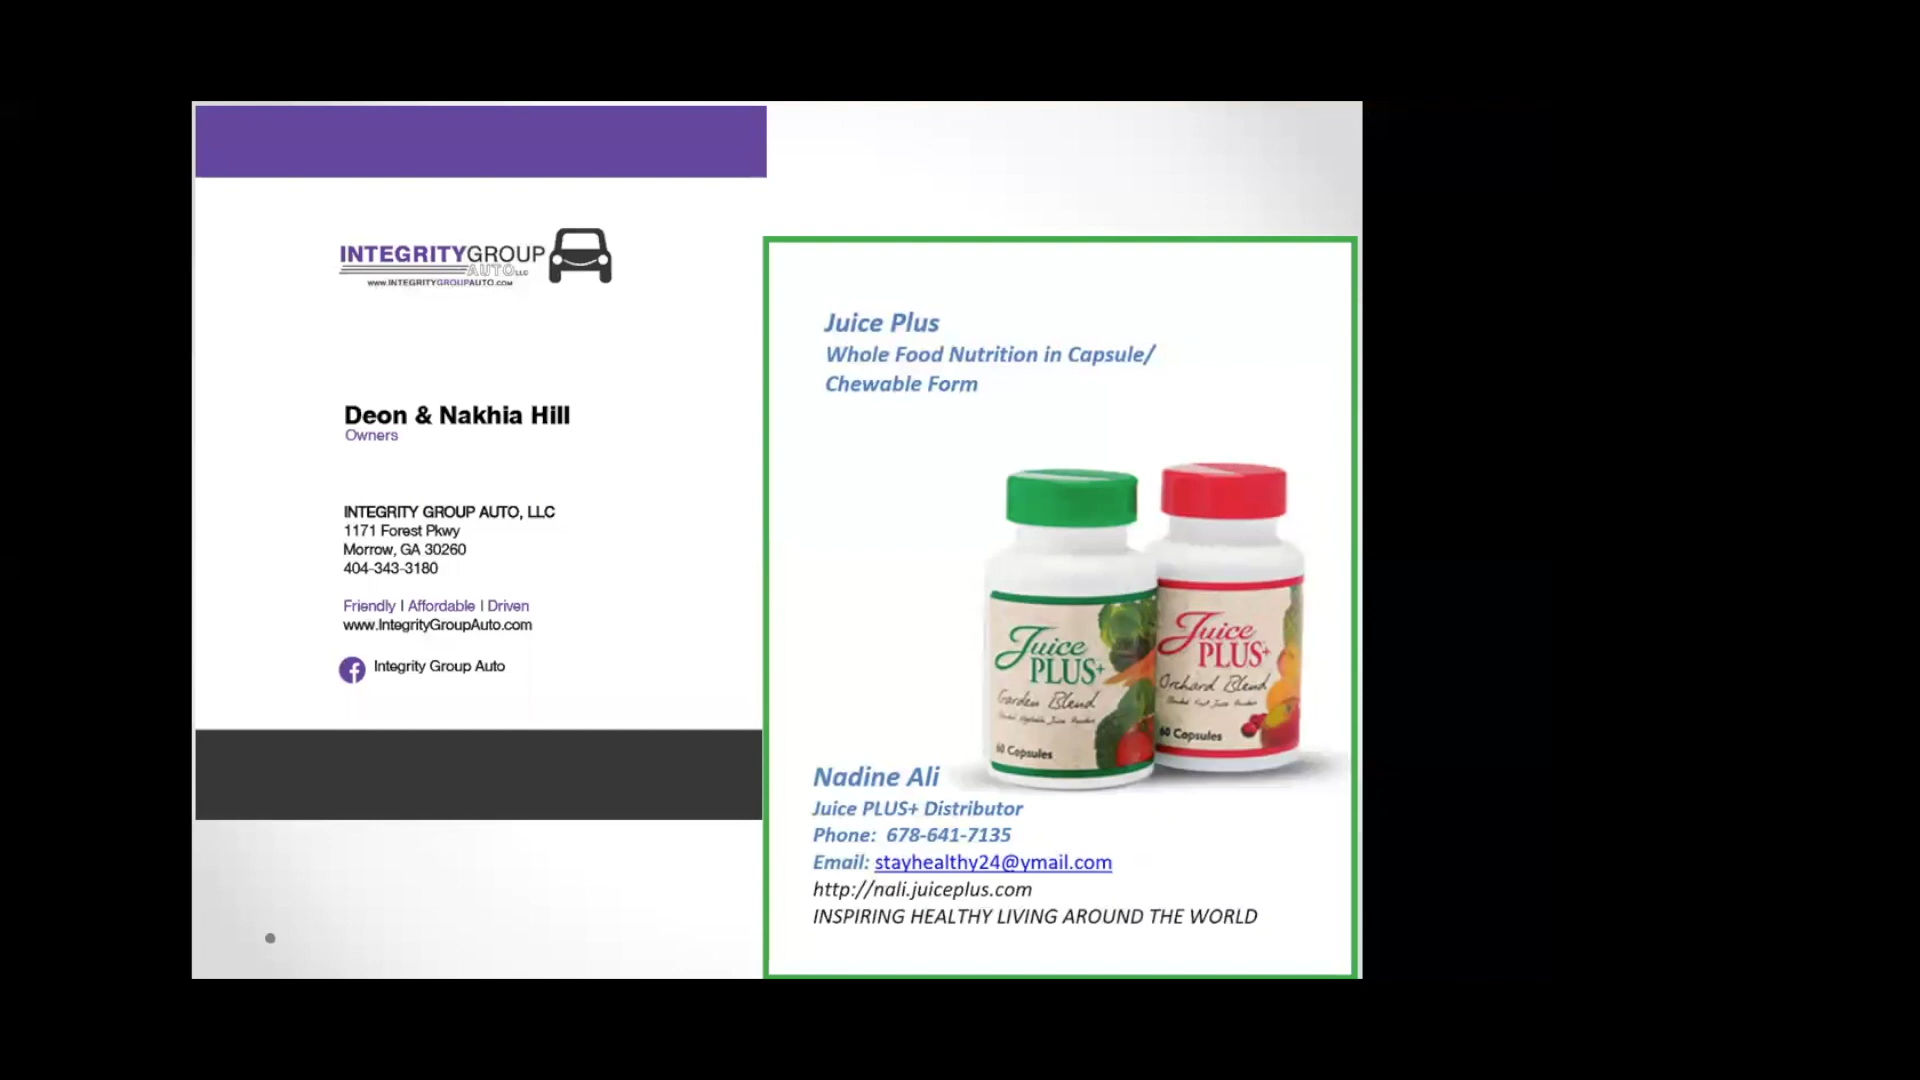 INTEGRITYGROUP
AUTO LLC
www.INTEGRITYGROUPAUTO.com
Deon & Nakhia Hill
Owners
INTEGRITY GROUP AUTO, LLC
1171 Forest Pkwy
Morrow, GA 30260
404-343-3180
Friendly | Affordable | Driven
www.IntegrityGroupAuto.com
Integrity Group Auto
Juice Plus
Whole Food Nutrition in Capsule/
Chewable Form
Juice
PLUS+
Garden Blend
60 Capsules
Juice
PLUS+
Orchard Blend
60 Capsules
Nadine Ali
Juice PLUS+ Distributor
Phone: 678-641-7135
Email: stayhealthy24@ymail.com
http://nali.juiceplus.com
INSPIRING HEALTHY LIVING AROUND THE WORLD